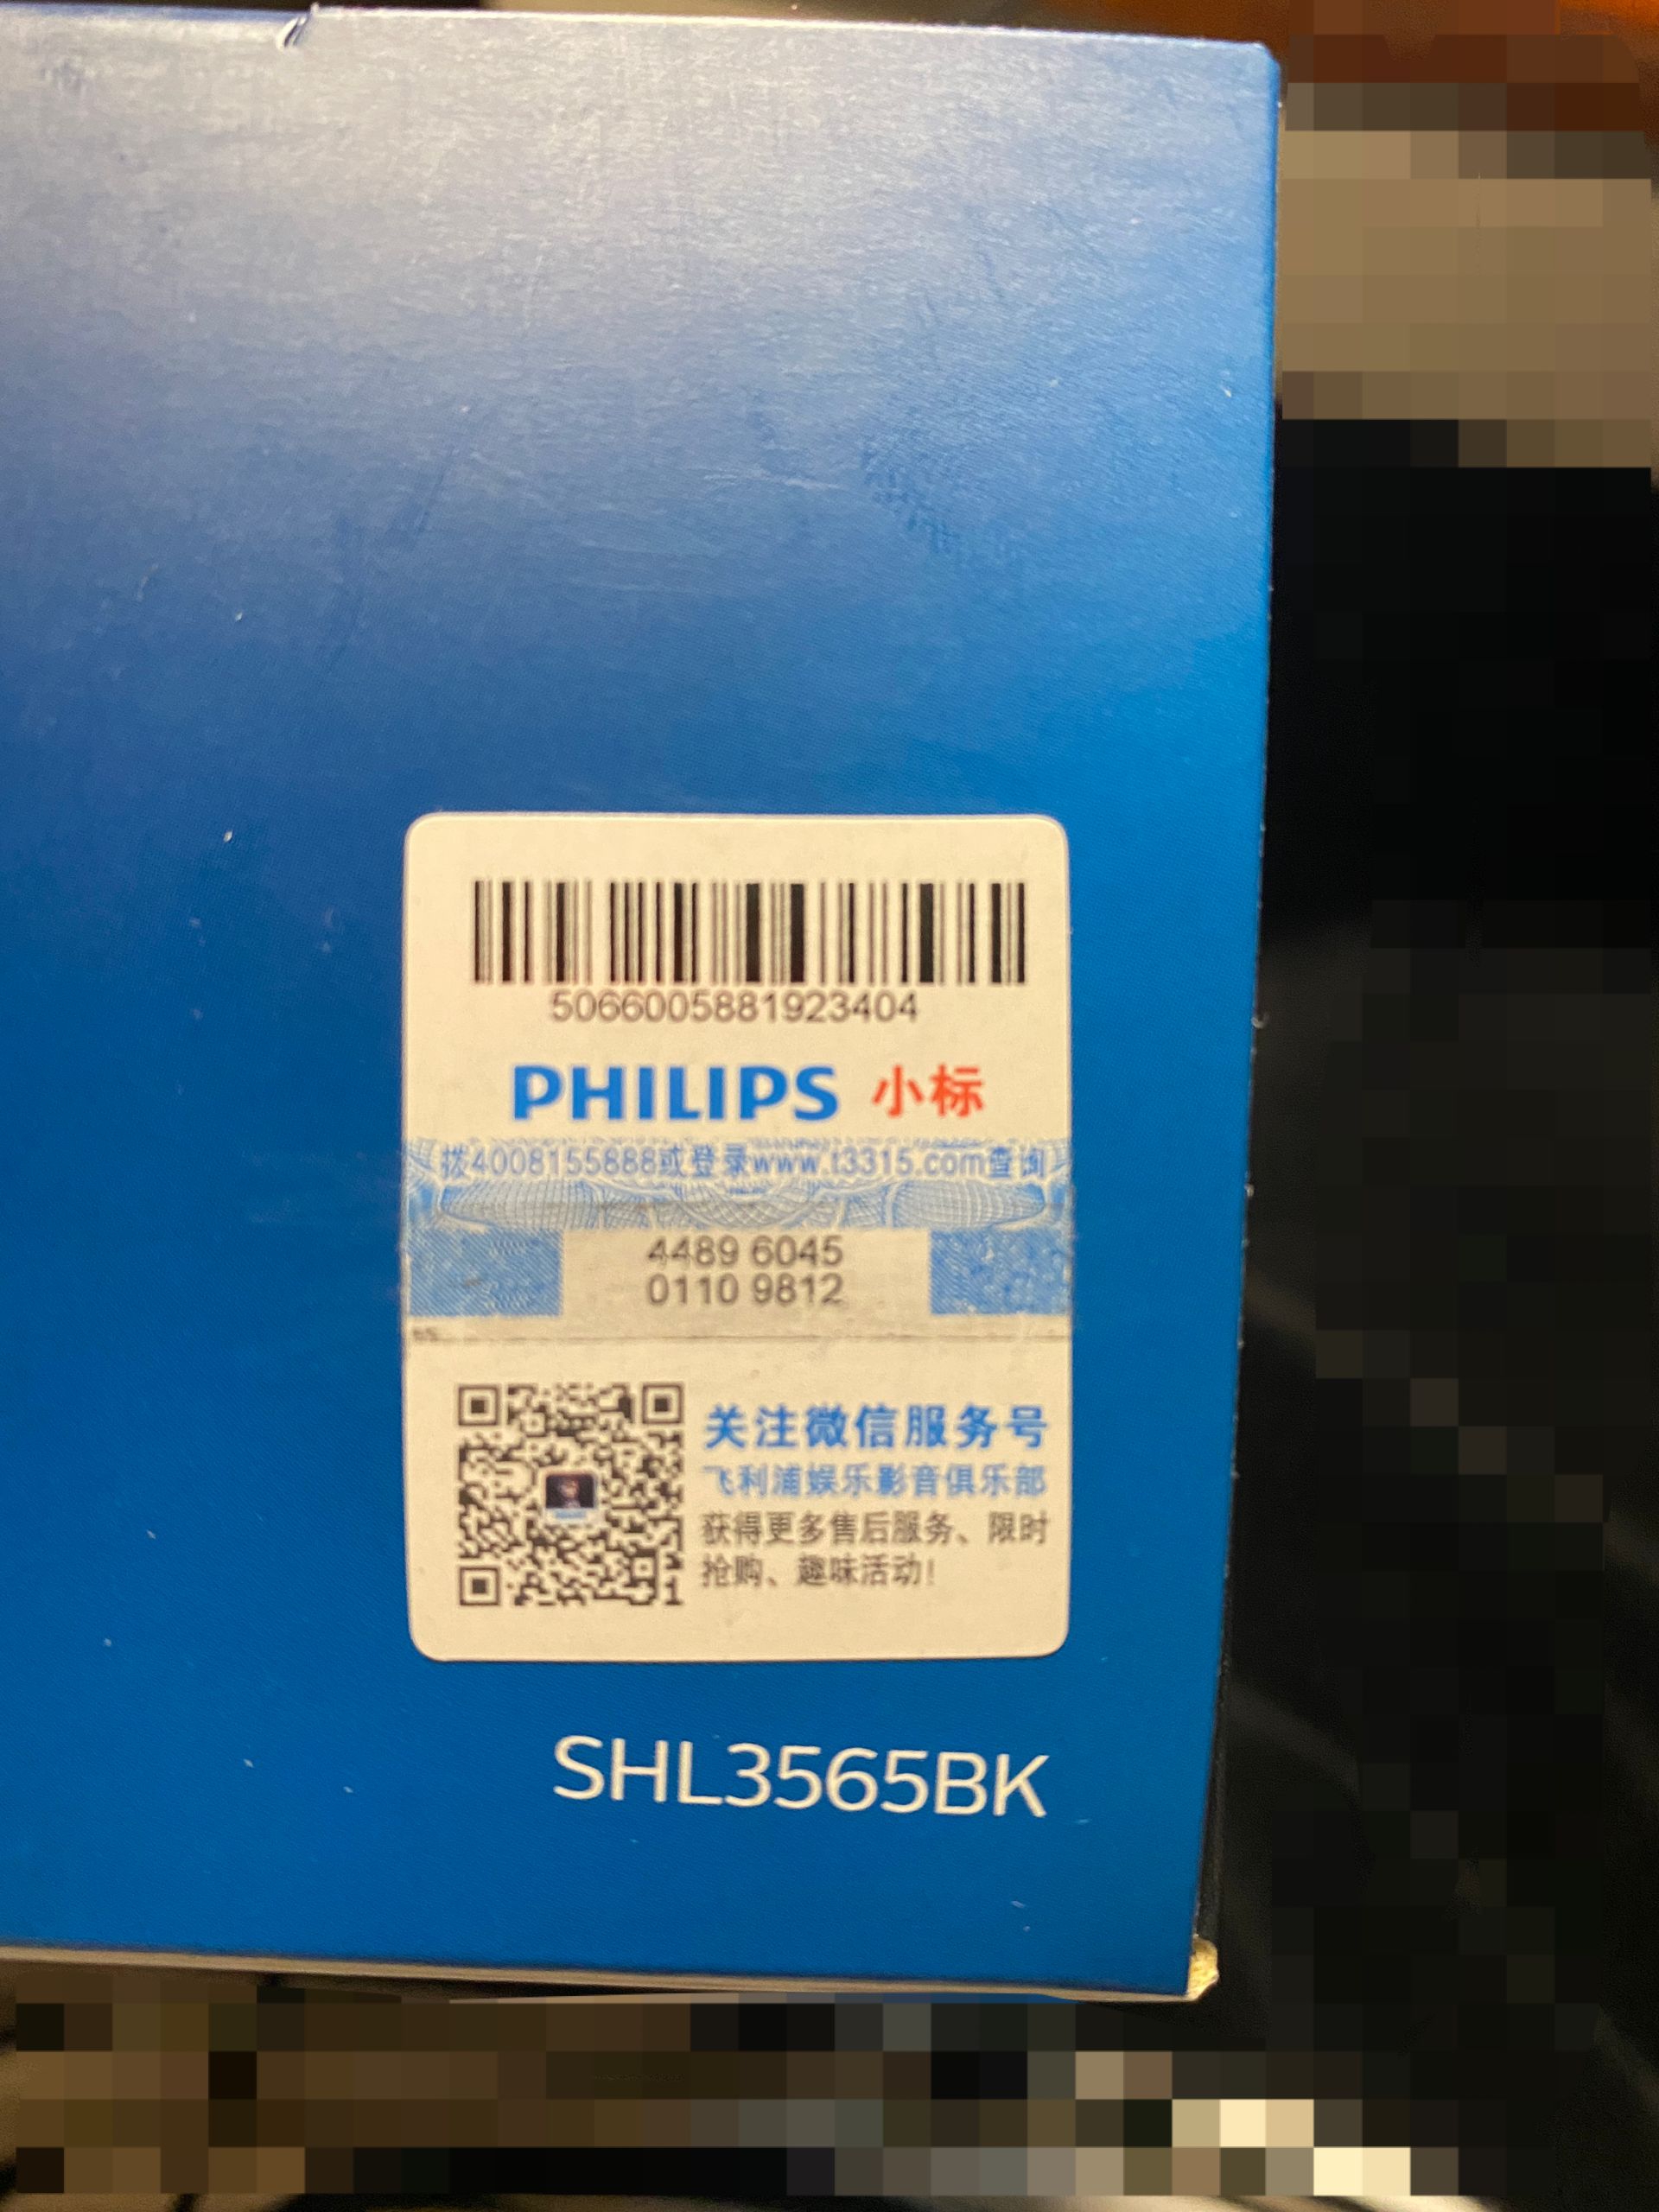 5066005881923404
PHILIPS 小标
拨4008155888或登录www.t3315.com查询
4489 6045
0110 9812
关注微信服务号
飞利浦娱乐影音俱乐部
获得更多售后服务、限时
抢购、趣味活动!
SHL3565BK